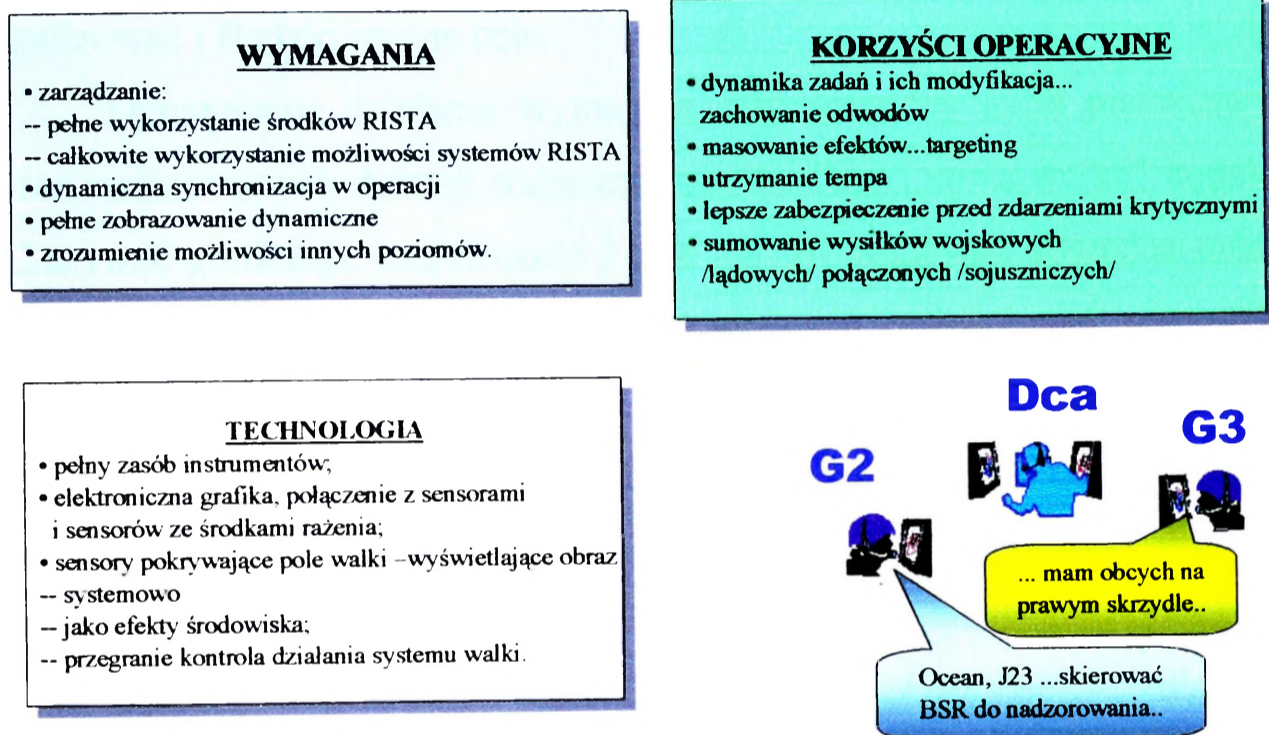 WYMAGANIA
• zarządzanie:
-- pełne wykorzystanie środków RISTA
-- całkowite wykorzystanie możliwości systemów RISTA
• dynamiczna synchronizacja w operacji
• pełne zobrazowanie dynamiczne
• zrozumienie możliwości innych poziomów.
KORZYŚCI OPERACYJNE
• dynamika zadań i ich modyfikacja...
zachowanie odwodów
• masowanie efektów...targeting
• utrzymanie tempa
• lepsze zabezpieczenie przed zdarzeniami krytycznymi
• sumowanie wysiłków wojskowych
/lądowych/ połączonych /sojuszniczych/
TECHNOLOGIA
• pełny zasób instrumentów;
• elektroniczna grafika, połączenie z sensorami
i sensorów ze środkami rażenia;
• sensory pokrywające pole walki –wyświetlające obraz
-- systemowo
-- jako efekty środowiska;
-- przegranie kontrola działania systemu walki.
Dca
G3
G2
... mam obcych na
prawym skrzydle..
Ocean, J23 ...skierować
BSR do nadzorowania..